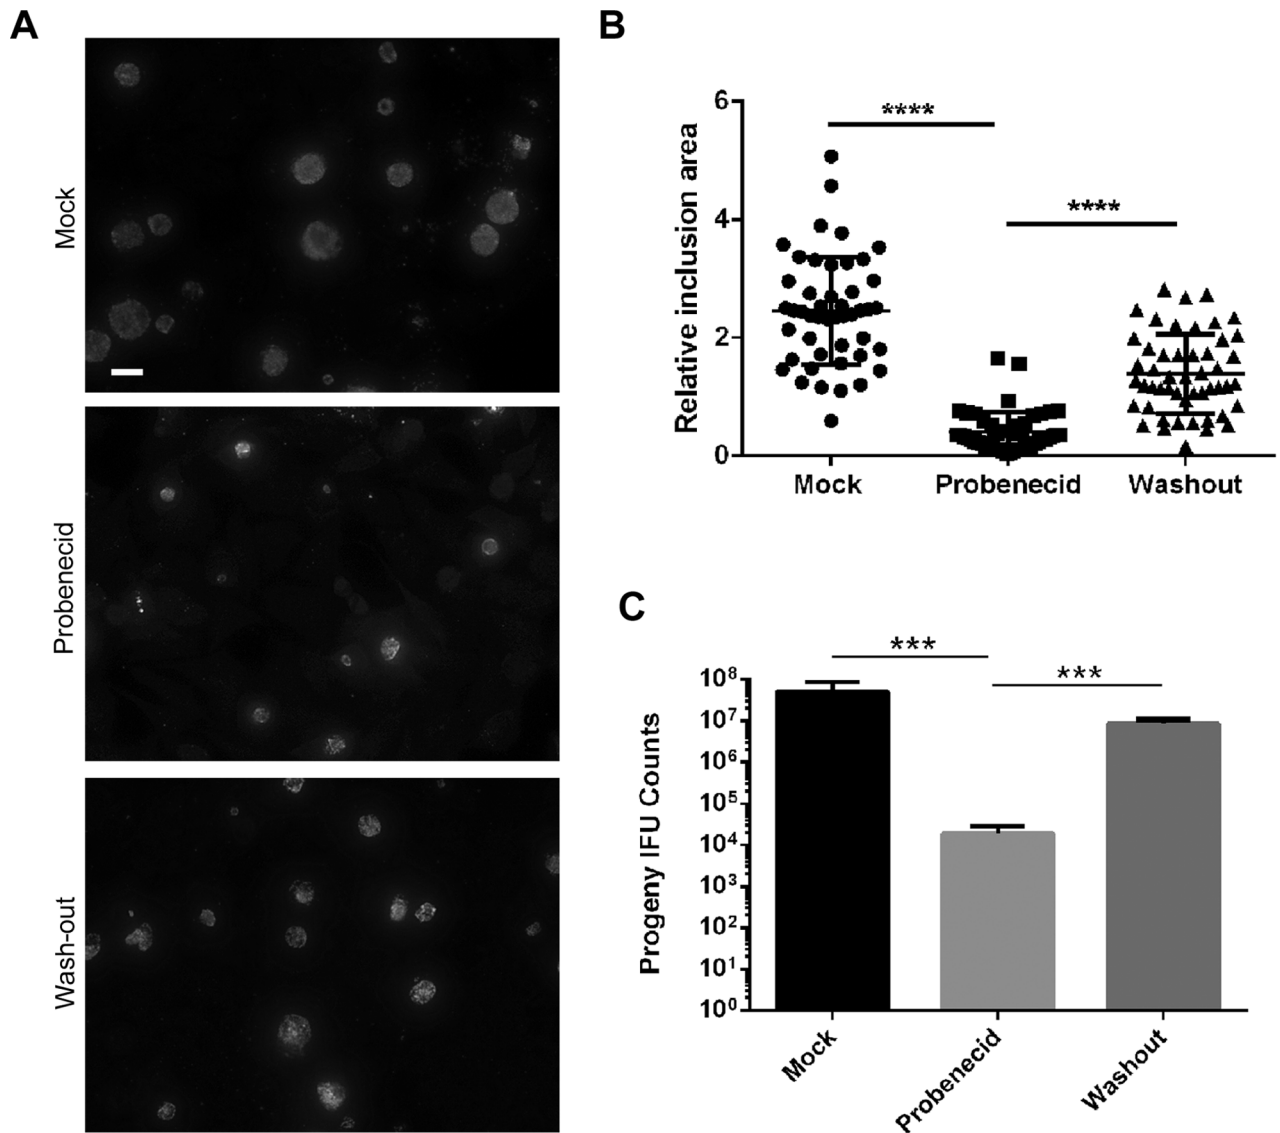 A
Mock
Probenecid
Wash-out
B
Relative inclusion area
6
4
2
0
****
****
Mock Probenecid Washout
C
Progeny IFU Counts
10⁸
10⁷
10⁶
10⁵
10⁴
10³
10²
10¹
10⁰
***
***
Mock
Probenecid
Washout